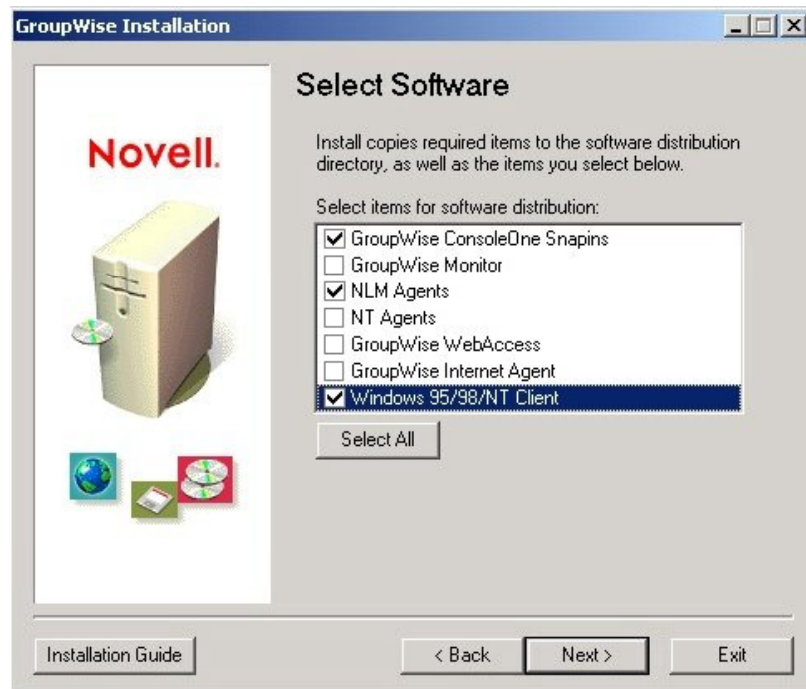 GroupWise Installation
Novell.
Select Software
Install copies required items to the software distribution
directory, as well as the items you select below.
Select items for software distribution:
GroupWise ConsoleOne Snapins
GroupWise Monitor
NLM Agents
NT Agents
GroupWise WebAccess
GroupWise Internet Agent
Windows 95/98/NT Client
Select All
Installation Guide
< Back
Next >
Exit